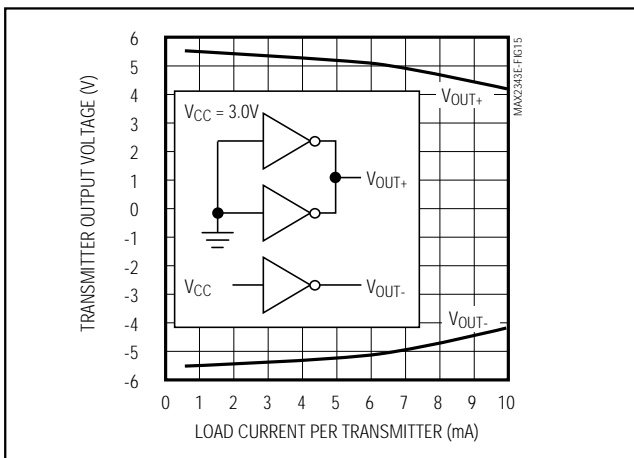 TRANSMITTER OUTPUT VOLTAGE (V)
6
5
4
3
2
1
0
-1
-2
-3
-4
-5
-6
VCC = 3.0V
VOUT+
VCC
VOUT-
VOUT+
VOUT-
MAX2343E-FIG15
0 1 2 3 4 5 6 7 8 9 10
LOAD CURRENT PER TRANSMITTER (mA)